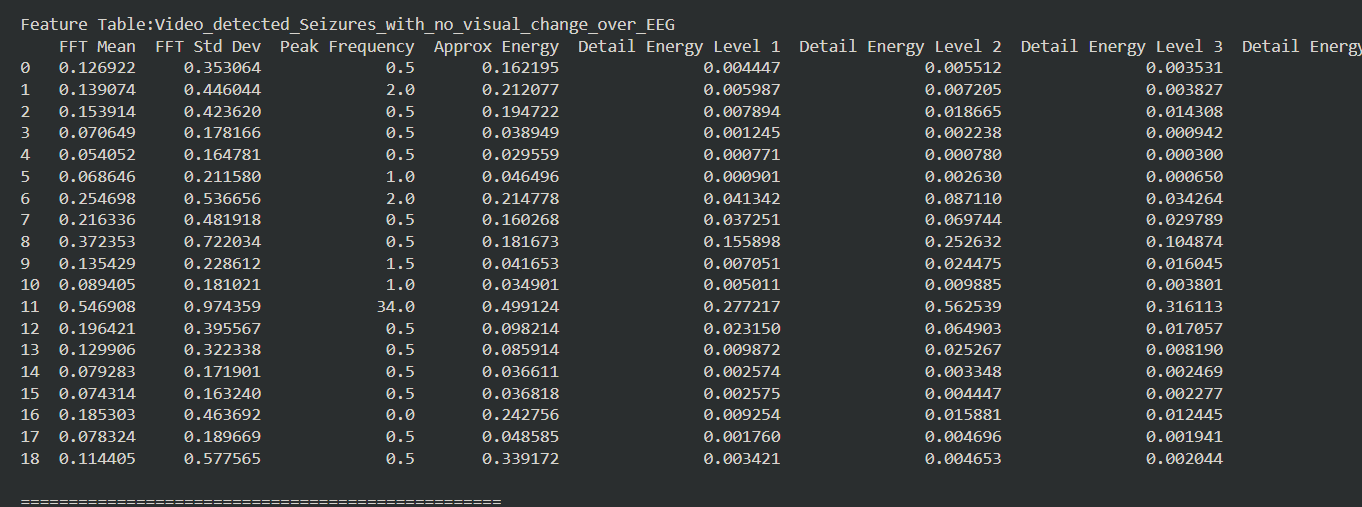 Feature Table:Video_detected_Seizures_with_no_visual_change_over_EEG
FFT Mean  FFT Std Dev  Peak Frequency  Approx Energy  Detail Energy Level 1  Detail Energy Level 2  Detail Energy Level 3  Detail Energy
0  0.126922  0.353064  0.5  0.162195  0.004447  0.005512  0.003531
1  0.139074  0.446044  2.0  0.212077  0.005987  0.007205  0.003827
2  0.153914  0.423620  0.5  0.194722  0.007894  0.018665  0.014308
3  0.070649  0.178166  0.5  0.038949  0.001245  0.002238  0.000942
4  0.054052  0.164781  0.5  0.029559  0.000771  0.000780  0.000300
5  0.068646  0.211580  1.0  0.046496  0.000901  0.002630  0.000650
6  0.254698  0.536656  2.0  0.214778  0.041342  0.087110  0.034264
7  0.216336  0.481918  0.5  0.160268  0.037251  0.069744  0.029789
8  0.372353  0.722034  0.5  0.181673  0.155898  0.252632  0.104874
9  0.135429  0.228612  1.5  0.041653  0.007051  0.024475  0.016045
10  0.089405  0.181021  1.0  0.034901  0.005011  0.009885  0.003801
11  0.546908  0.974359  34.0  0.499124  0.277217  0.562539  0.316113
12  0.196421  0.395567  0.5  0.098214  0.023150  0.064903  0.017057
13  0.129906  0.322338  0.5  0.085914  0.009872  0.025267  0.008190
14  0.079283  0.171901  0.5  0.036611  0.002574  0.003348  0.002469
15  0.074314  0.163240  0.5  0.036818  0.002575  0.004447  0.002277
16  0.185303  0.463692  0.0  0.242756  0.009254  0.015881  0.012445
17  0.078324  0.189669  0.5  0.048585  0.001760  0.004696  0.001941
18  0.114405  0.577565  0.5  0.339172  0.003421  0.004653  0.002044
==================================================